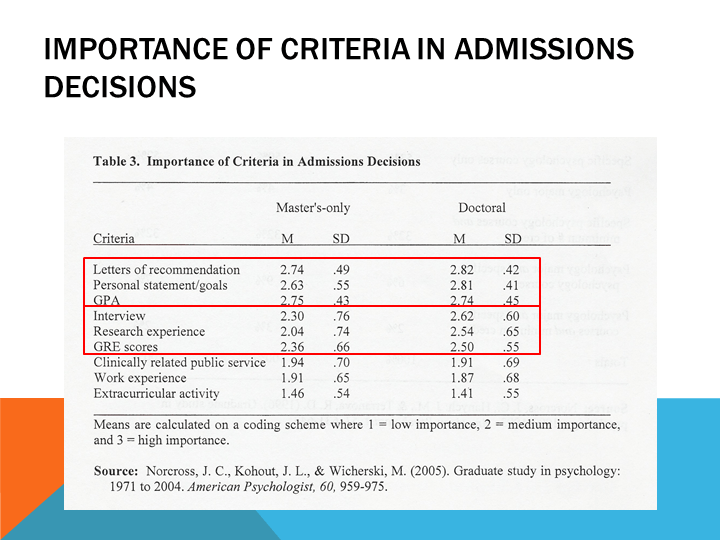 IMPORTANCE OF CRITERIA IN ADMISSIONS
DECISIONS
Table 3. Importance of Criteria in Admissions Decisions
Master's-only Doctoral
Criteria M SD M SD
Letters of recommendation 2.74 .49 2.82 .42
Personal statement/goals 2.63 .55 2.81 .41
GPA 2.75 .43 2.74 .45
Interview 2.30 .76 2.62 .60
Research experience 2.04 .74 2.54 .65
GRE scores 2.36 .66 2.50 .55
Clinically related public service 1.94 .70 1.91 .69
Work experience 1.91 .65 1.87 .68
Extracurricular activity 1.46 .54 1.41 .55
Means are calculated on a coding scheme where 1 = low importance, 2 = medium importance,
and 3 = high importance.
Source: Norcross, J. C., Kohout, J. L., & Wicherski, M. (2005). Graduate study in psychology:
1971 to 2004. American Psychologist, 60, 959-975.